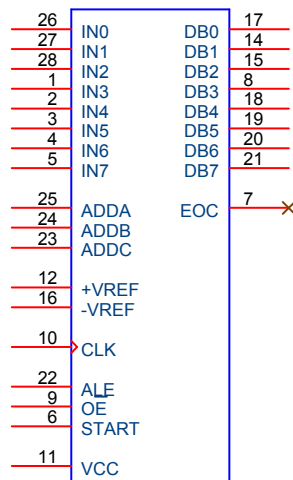 26 IN0 DB0 17
27 IN1 DB1 14
28 IN2 DB2 15
1 IN3 DB3 8
2 IN4 DB4 18
3 IN5 DB5 19
4 IN6 DB6 20
5 IN7 DB7 21
25 ADDA EOC 7
24 ADDB
23 ADDC
12 +VREF
16 -VREF
10 CLK
22 ALE
9 OE
6 START
11 VCC